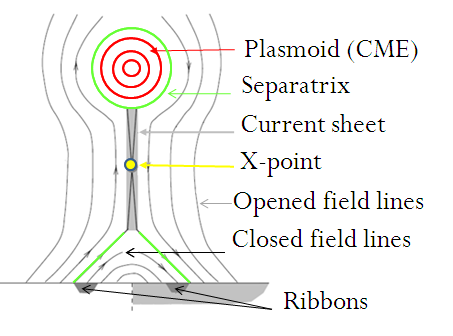 Plasmoid (CME)
Separatrix
Current sheet
X-point
Opened field lines
Closed field lines
Ribbons